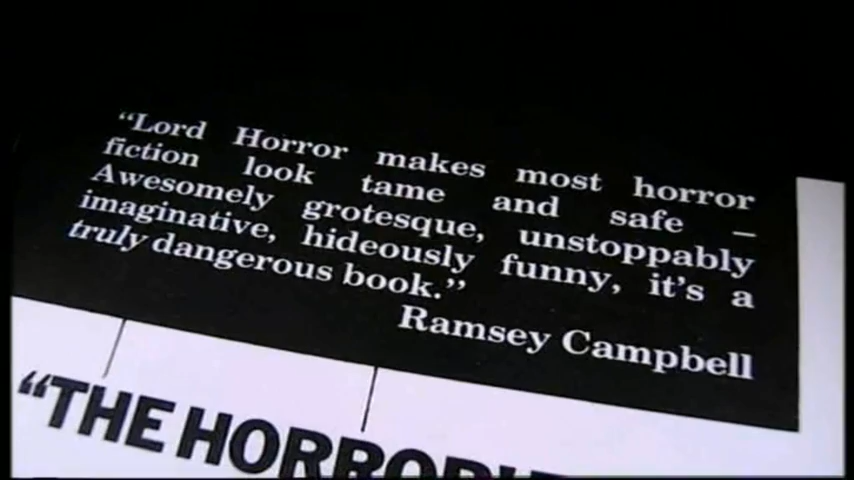 “Lord Horror makes most horror
fiction look tame and safe –
Awesomely grotesque, unstoppably
imaginative, hideously funny, it's a
truly dangerous book.”
Ramsey Campbell
“THE